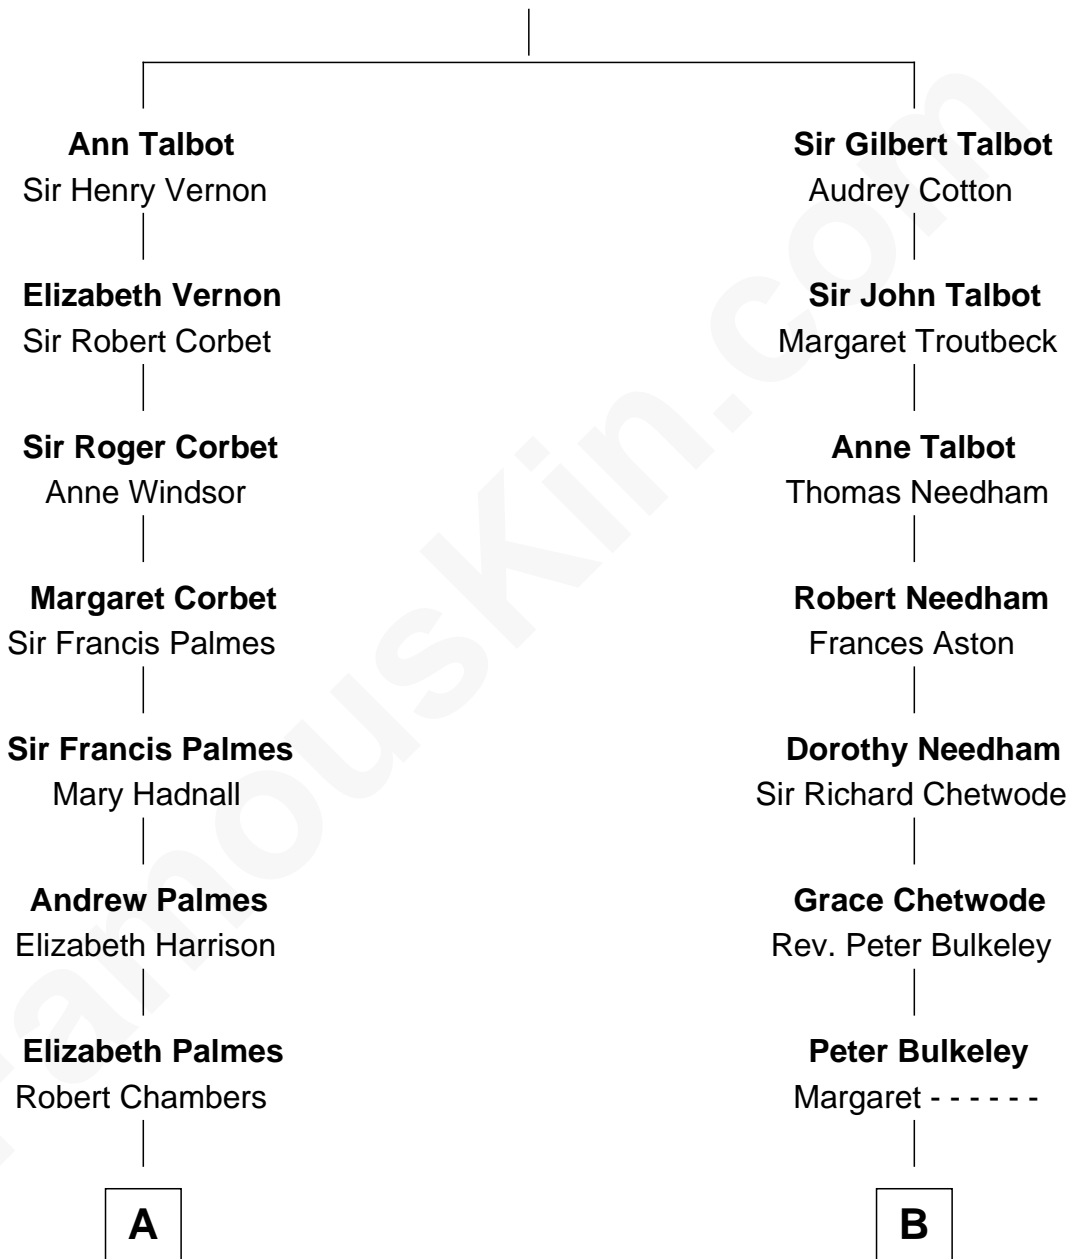 Ann Talbot
Sir Henry Vernon
Elizabeth Vernon
Sir Robert Corbet
Sir Roger Corbet
Anne Windsor
Margaret Corbet
Sir Francis Palmes
Sir Francis Palmes
Mary Hadnall
Andrew Palmes
Elizabeth Harrison
Elizabeth Palmes
Robert Chambers
A
Sir Gilbert Talbot
Audrey Cotton
Sir John Talbot
Margaret Troutbeck
Anne Talbot
Thomas Needham
Robert Needham
Frances Aston
Dorothy Needham
Sir Richard Chetwode
Grace Chetwode
Rev. Peter Bulkeley
Peter Bulkeley
Margaret - - - - - -
B
FamousKin.com